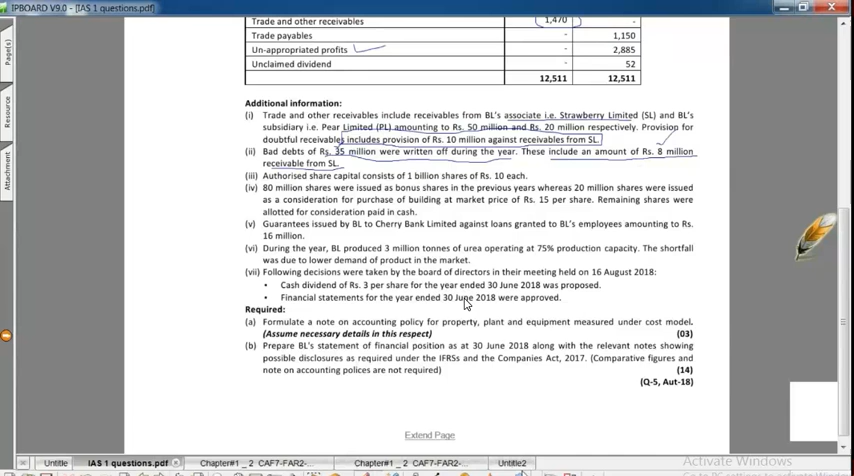 IPBOARD V9.0 - [IAS 1 questions.pdf]
Page(s)
Resource
Attachment
Trade and other receivables 1,470 -
Trade payables - 1,150
Un-appropriated profits - 2,885
Unclaimed dividend - 52
12,511 12,511
Additional information:
(i) Trade and other receivables include receivables from BL's associate i.e. Strawberry Limited (SL) and BL's
subsidiary i.e. Pear Limited (PL) amounting to Rs. 50 million and Rs. 20 million respectively. Provision for
doubtful receivables includes provision of Rs. 10 million against receivables from SL.
(ii) Bad debts of Rs. 35 million were written off during the year. These include an amount of Rs. 8 million
receivable from SL.
(iii) Authorised share capital consists of 1 billion shares of Rs. 10 each.
(iv) 80 million shares were issued as bonus shares in the previous years whereas 20 million shares were issued
as a consideration for purchase of building at market price of Rs. 15 per share. Remaining shares were
allotted for consideration paid in cash.
(v) Guarantees issued by BL to Cherry Bank Limited against loans granted to BL's employees amounting to Rs.
16 million.
(vi) During the year, BL produced 3 million tonnes of urea operating at 75% production capacity. The shortfall
was due to lower demand of product in the market.
(vii) Following decisions were taken by the board of directors in their meeting held on 16 August 2018:
• Cash dividend of Rs. 3 per share for the year ended 30 June 2018 was proposed.
• Financial statements for the year ended 30 June 2018 were approved.
Required:
(a) Formulate a note on accounting policy for property, plant and equipment measured under cost model.
(Assume necessary details in this respect) (03)
(b) Prepare BL's statement of financial position as at 30 June 2018 along with the relevant notes showing
possible disclosures as required under the IFRSs and the Companies Act, 2017. (Comparative figures and
note on accounting polices are not required) (14)
(Q-5, Aut-18)
Extend Page
Activate Windows
Untitle IAS 1 questions.pdf Chapter#1 _ 2 CAF7-FAR2-... Chapter#1 _ 2 CAF7-FAR2-... Untitle2